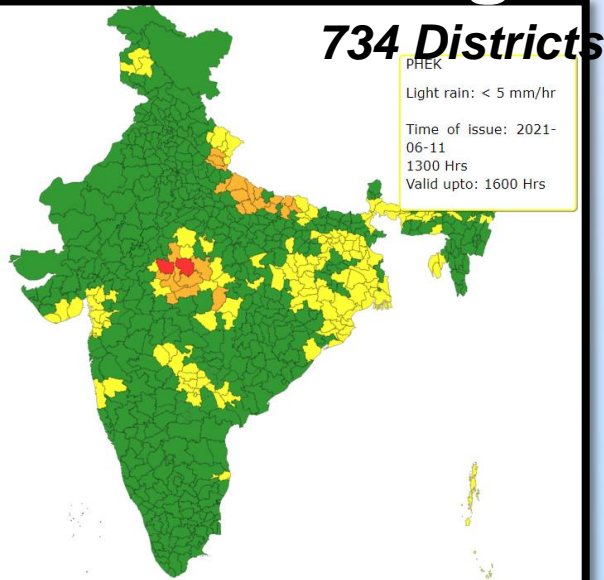 734 Districts
PHEK
Light rain: < 5 mm/hr
Time of issue: 2021-
06-11
1300 Hrs
Valid upto: 1600 Hrs